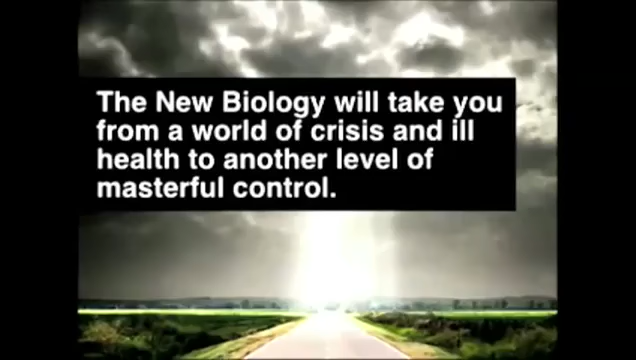 The New Biology will take you
from a world of crisis and ill
health to another level of
masterful control.